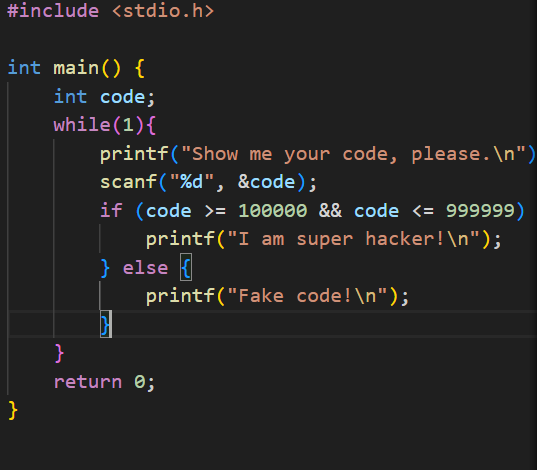 #include <stdio.h>
int main() {
    int code;
    while(1){
        printf("Show me your code, please.\n")
        scanf("%d", &code);
        if (code >= 100000 && code <= 999999)
            printf("I am super hacker!\n");
        } else {
            printf("Fake code!\n");
        }
    }
    return 0;
}